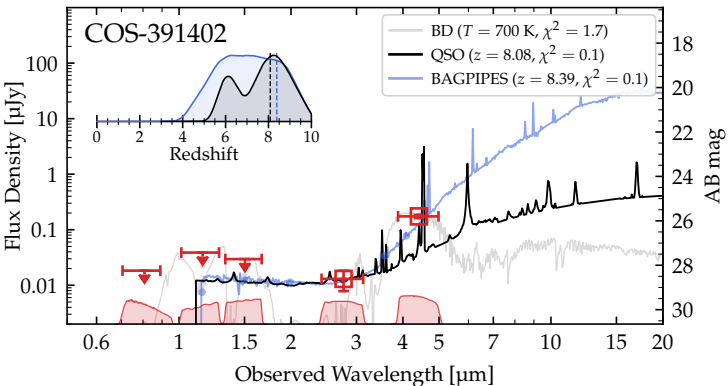 COS-391402
BD (T = 700 K, χ² = 1.7)
QSO (z = 8.08, χ² = 0.1)
BAGPIPES (z = 8.39, χ² = 0.1)
0 2 4 6 8 10
Redshift
100
10
1
0.1
0.01
Flux Density [μJy]
18
20
22
24
26
28
30
AB mag
0.6 1 1.5 2 3 4 5 10 15 20
Observed Wavelength [μm]